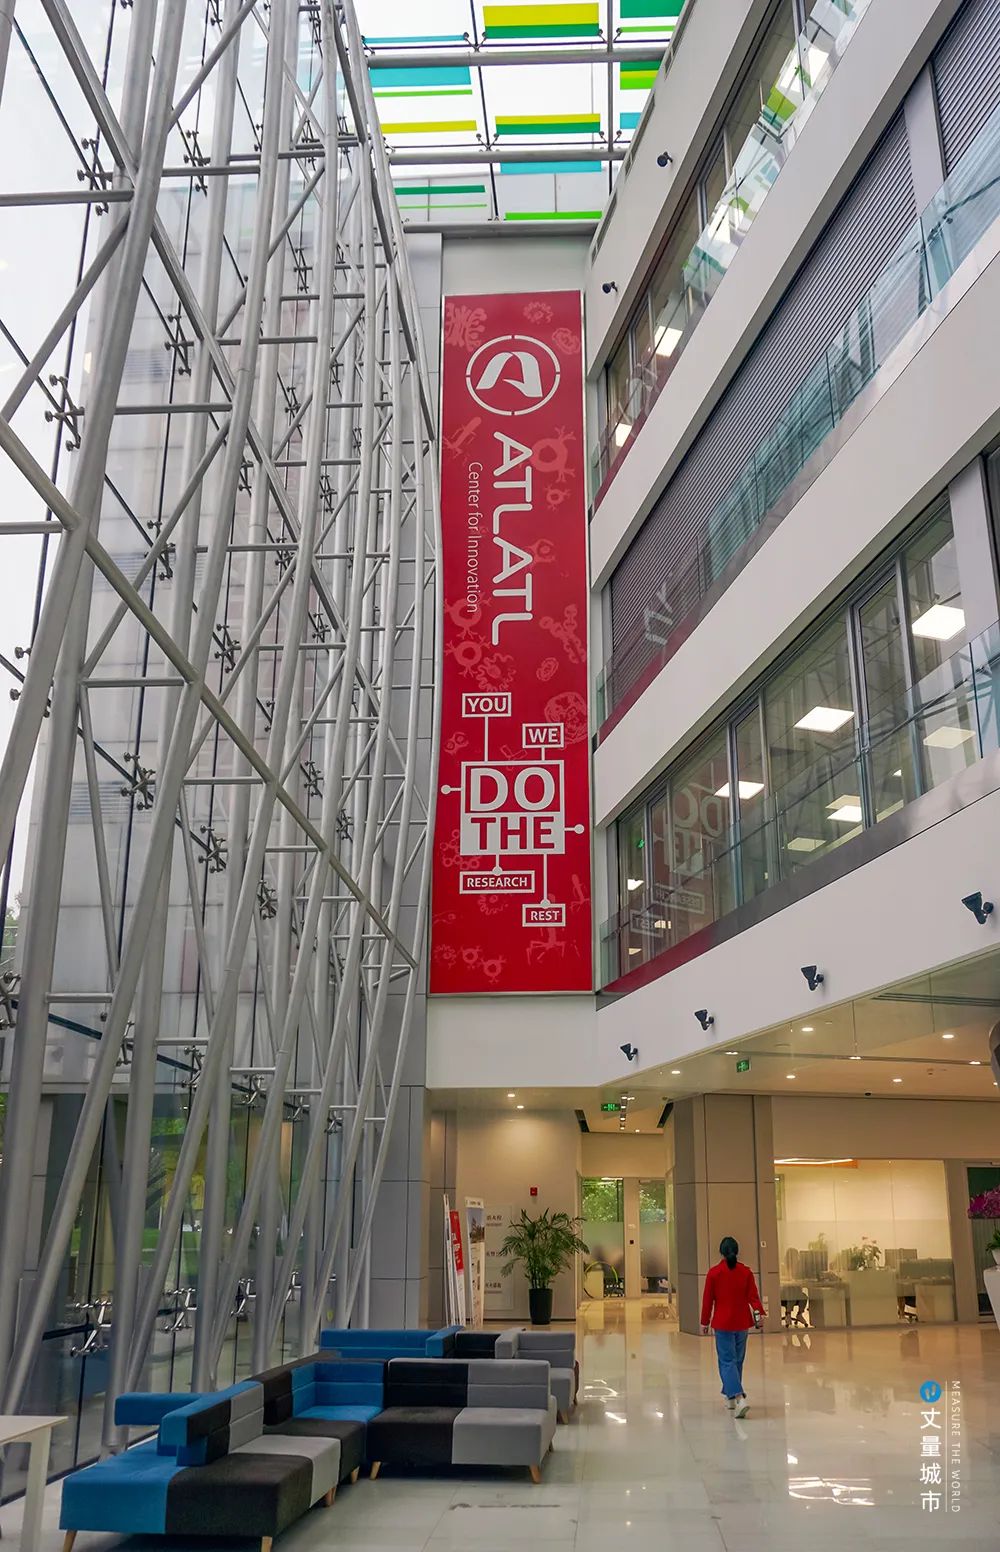 ATLATL
Center for Innovation
YOU
WE
DO
THE
RESEARCH
REST
丈量城市
MEASURE THE WORLD